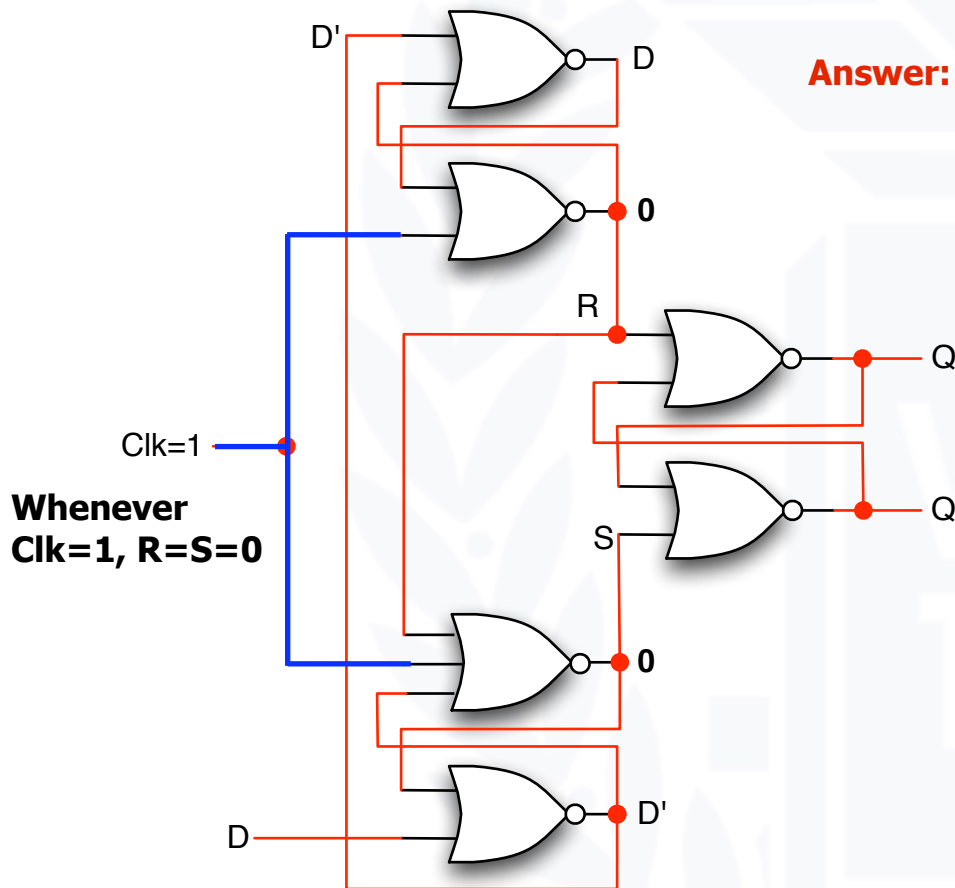 D'
D
Answer:
0
R
Q
Clk=1
Whenever
Clk=1, R=S=0
Q
S
0
D'
D